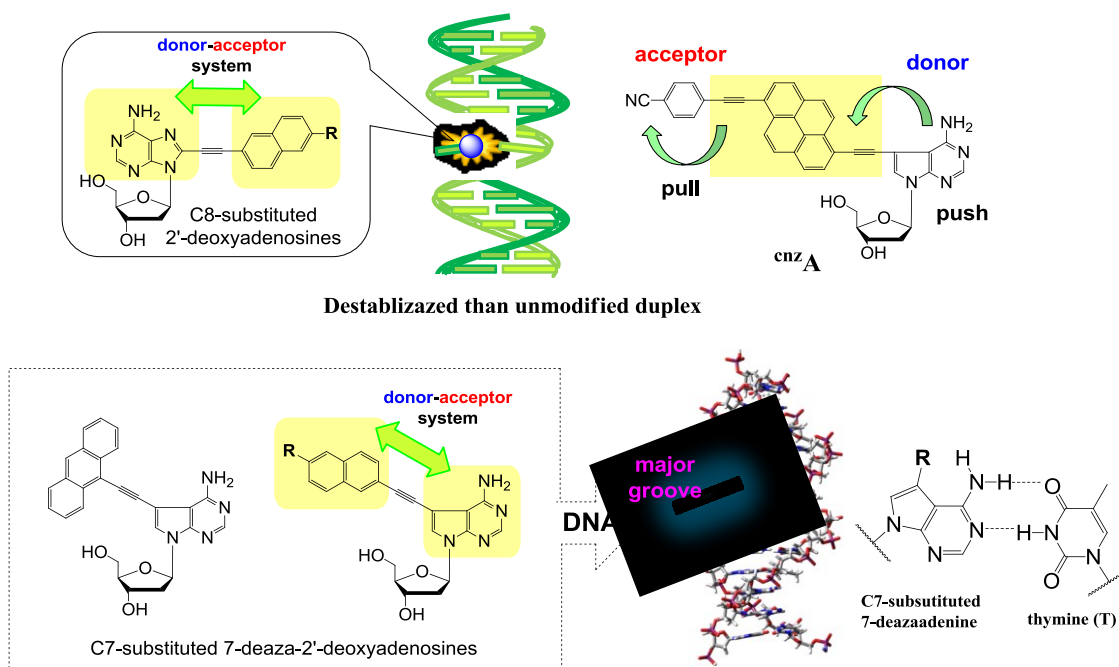 donor-acceptor
system
NH2
N
N
N
N
N
R
HO
O
OH
C8-substituted
2'-deoxyadenosines
acceptor
donor
NC
NH2
pull
N
N
N
push
HO
O
OH
cnzA
Destablizazed than unmodified duplex
donor-acceptor
system
R
NH2
N
N
N
HO
O
OH
NH2
N
N
N
HO
O
OH
C7-substituted 7-deaza-2'-deoxyadenosines
DNA
major
groove
R
H
N
H
O
N
N
N
H
N
N
O
C7-subsutituted
7-deazaadenine
thymine (T)